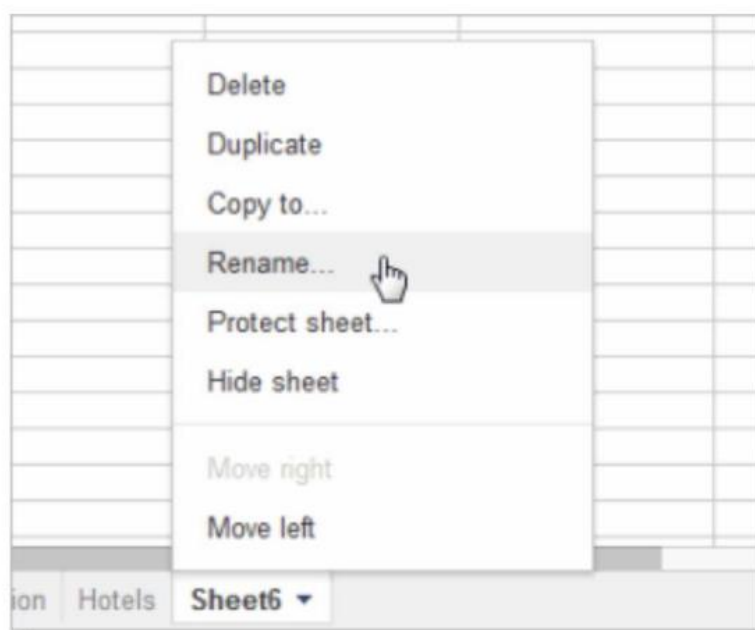 Delete
Duplicate
Copy to...
Rename...
Protect sheet...
Hide sheet
Move right
Move left
ion Hotels Sheet6